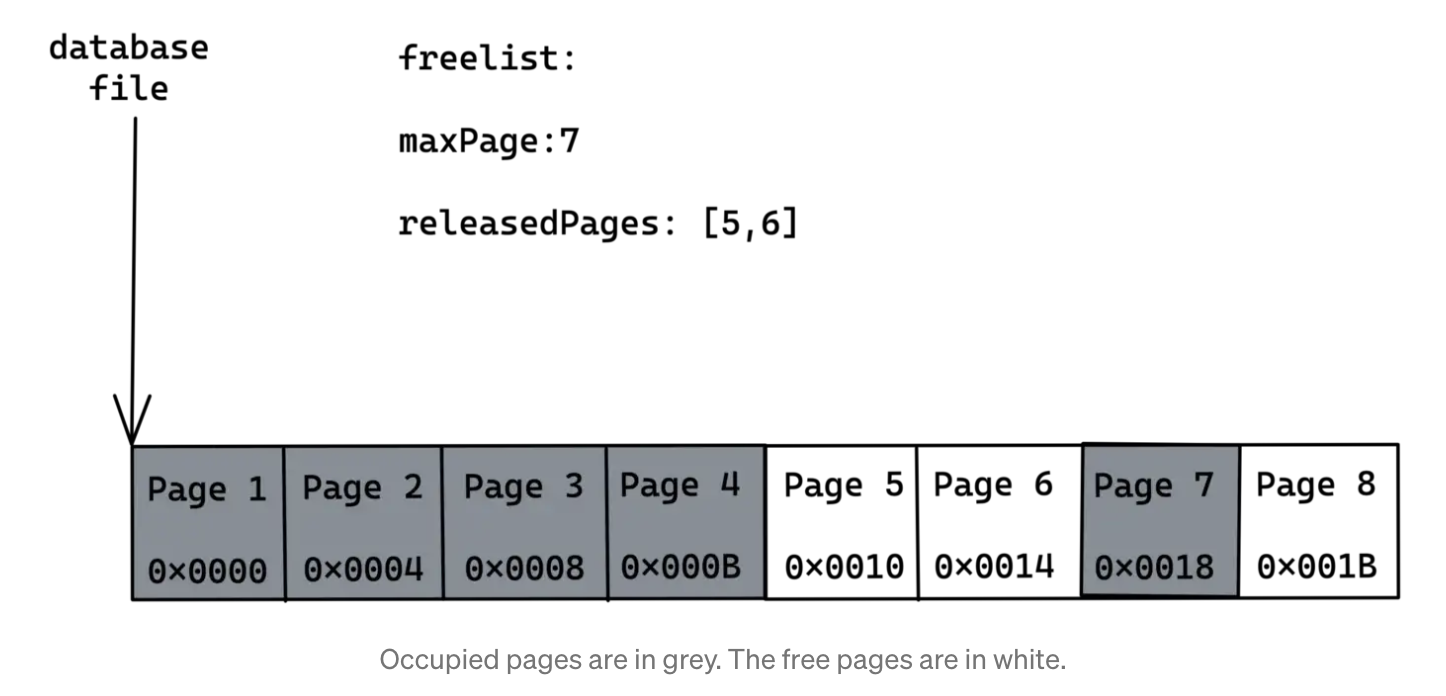 database
file
freelist:
maxPage:7
releasedPages: [5,6]
Page 1
Page 2
Page 3
Page 4
Page 5
Page 6
Page 7
Page 8
0×0000
0×0004
0×0008
0×000B
0×0010
0×0014
0×0018
0×001B
Occupied pages are in grey. The free pages are in white.